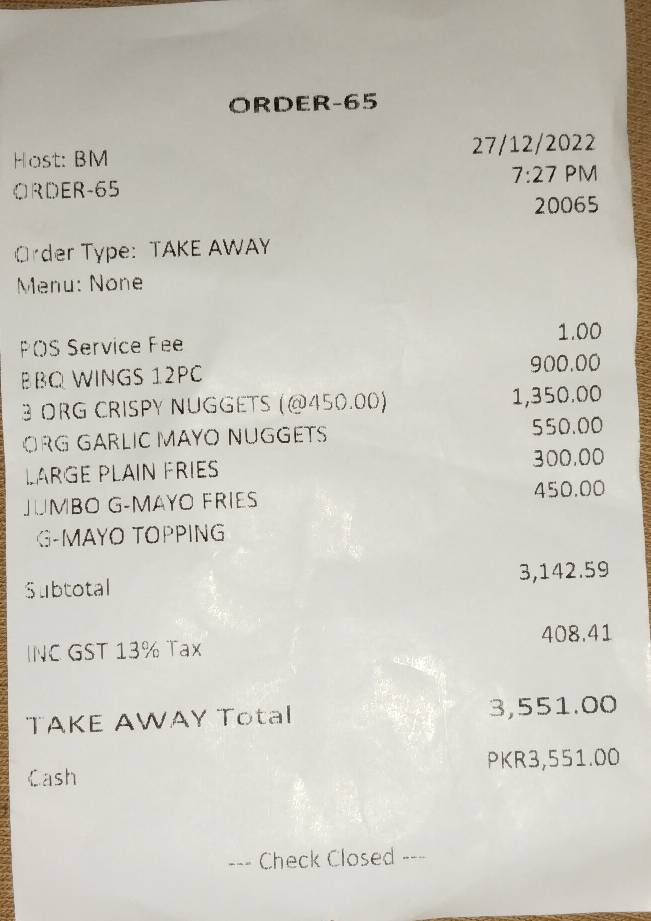 ORDER-65
Host: BM 27/12/2022
ORDER-65 7:27 PM
20065
Order Type: TAKE AWAY
Menu: None
POS Service Fee 1.00
BBQ WINGS 12PC 900.00
3 ORG CRISPY NUGGETS (@450.00) 1,350.00
ORG GARLIC MAYO NUGGETS 550.00
LARGE PLAIN FRIES 300.00
JUMBO G-MAYO FRIES 450.00
G-MAYO TOPPING
Subtotal 3,142.59
INC GST 13% Tax 408.41
TAKE AWAY Total 3,551.00
Cash PKR3,551.00
--- Check Closed ---